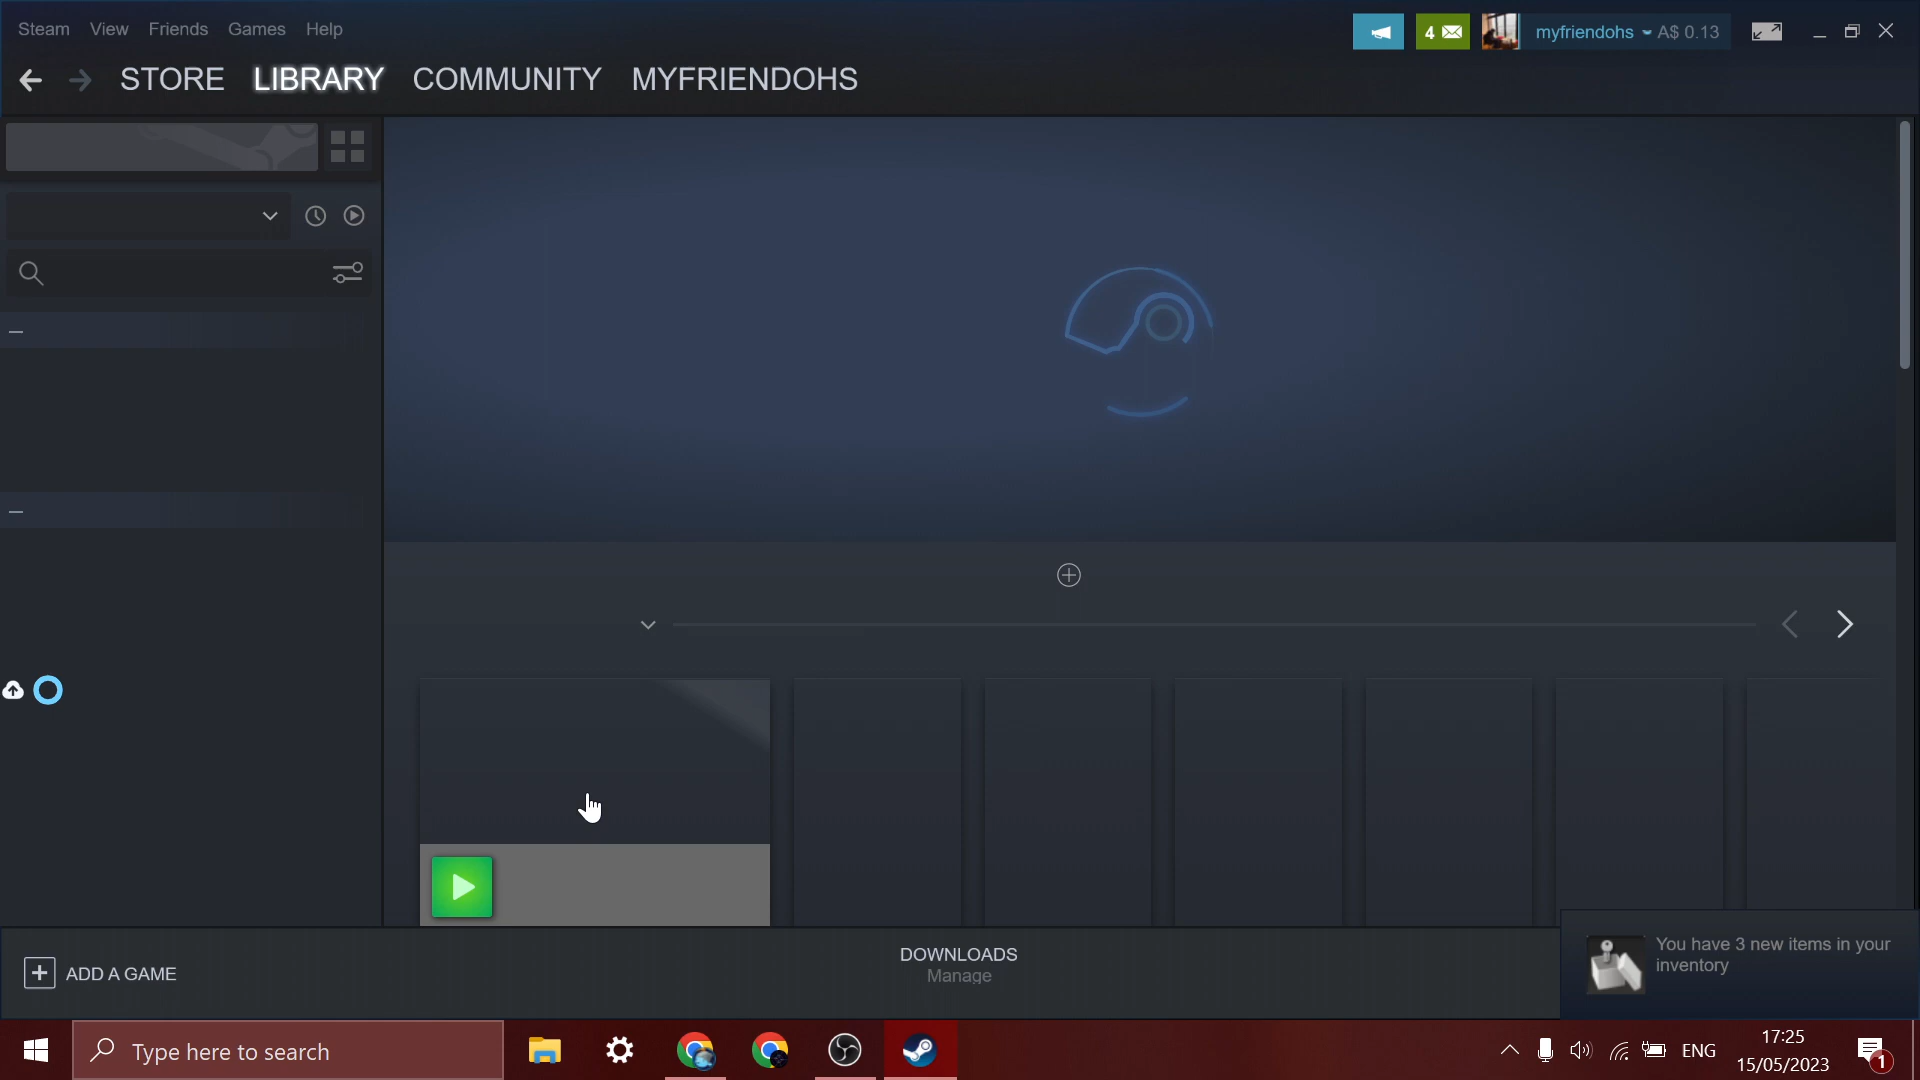 Steam View Friends Games Help
4
myfriendohs A$ 0.13
STORE LIBRARY COMMUNITY MYFRIENDOHS
ADD A GAME
DOWNLOADS
Manage
You have 3 new items in your
inventory
Type here to search
ENG
17:25
15/05/2023
1